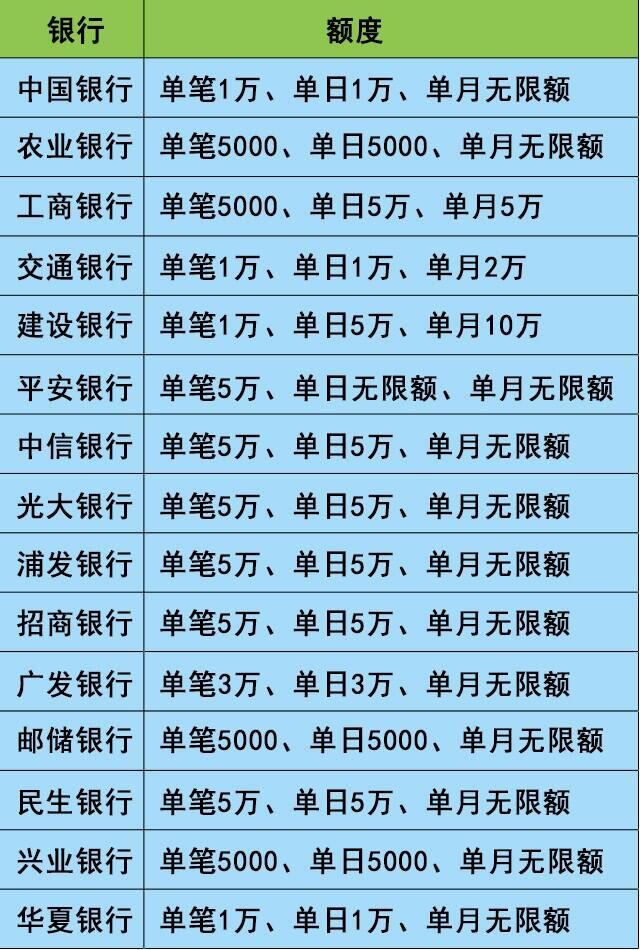 银行 额度
中国银行 单笔1万、单日1万、单月无限额
农业银行 单笔5000、单日5000、单月无限额
工商银行 单笔5000、单日5万、单月5万
交通银行 单笔1万、单日1万、单月2万
建设银行 单笔1万、单日5万、单月10万
平安银行 单笔5万、单日无限额、单月无限额
中信银行 单笔5万、单日5万、单月无限额
光大银行 单笔5万、单日5万、单月无限额
浦发银行 单笔5万、单日5万、单月无限额
招商银行 单笔5万、单日5万、单月无限额
广发银行 单笔3万、单日3万、单月无限额
邮储银行 单笔5000、单日5000、单月无限额
民生银行 单笔5万、单日5万、单月无限额
兴业银行 单笔5000、单日5000、单月无限额
华夏银行 单笔1万、单日1万、单月无限额